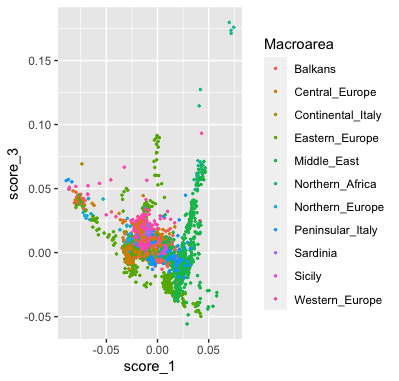 Macroarea
Balkans
Central_Europe
Continental_Italy
Eastern_Europe
Middle_East
Northern_Africa
Northern_Europe
Peninsular_Italy
Sardinia
Sicily
Western_Europe
score_3
0.15
0.10
0.05
0.00
-0.05
-0.05
0.00
0.05
score_1